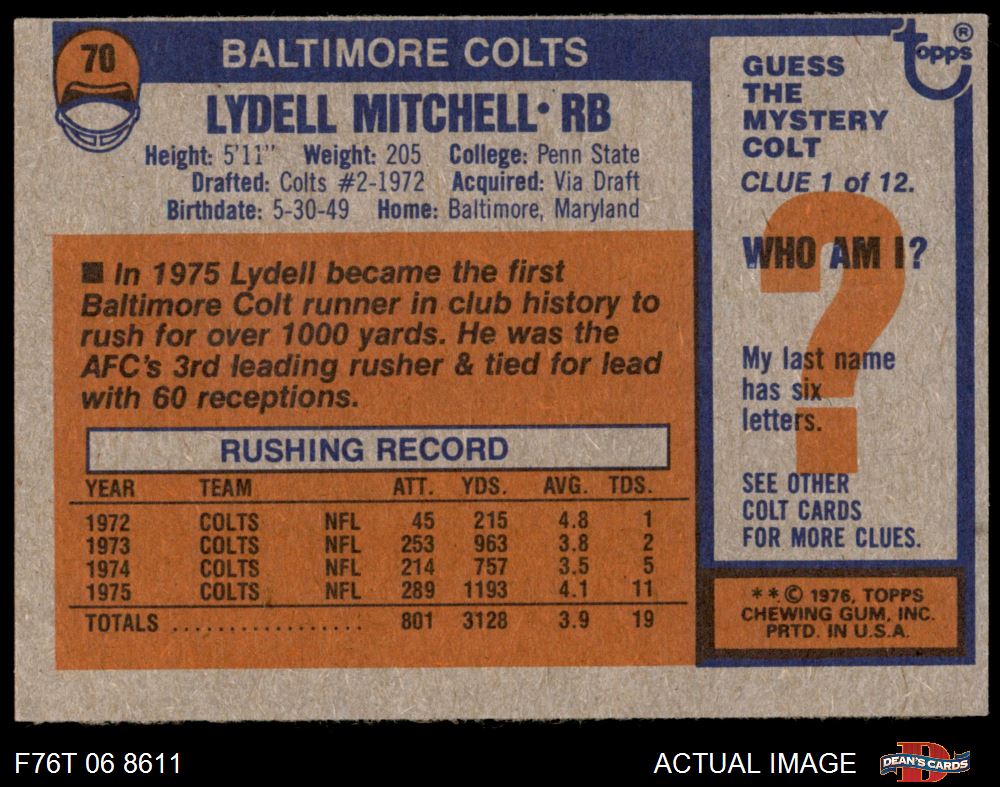 70
BALTIMORE COLTS
LYDELL MITCHELL• RB
Height: 5'11" Weight: 205 College: Penn State
Drafted: Colts #2-1972 Acquired: Via Draft
Birthdate: 5-30-49 Home: Baltimore, Maryland
■ In 1975 Lydell became the first
Baltimore Colt runner in club history to
rush for over 1000 yards. He was the
AFC's 3rd leading rusher & tied for lead
with 60 receptions.
RUSHING RECORD
YEAR TEAM ATT. YDS. AVG. TDS.
1972 COLTS NFL 45 215 4.8 1
1973 COLTS NFL 253 963 3.8 2
1974 COLTS NFL 214 757 3.5 5
1975 COLTS NFL 289 1193 4.1 11
TOTALS .................. 801 3128 3.9 19
topps ®
GUESS
THE
MYSTERY
COLT
CLUE 1 of 12.
?
WHO AM I?
My last name
has six
letters.
SEE OTHER
COLT CARDS
FOR MORE CLUES.
**© 1976, TOPPS
CHEWING GUM, INC.
PRTD. IN U.S.A.
F76T 06 8611
ACTUAL IMAGE
D
DEAN'S CARDS